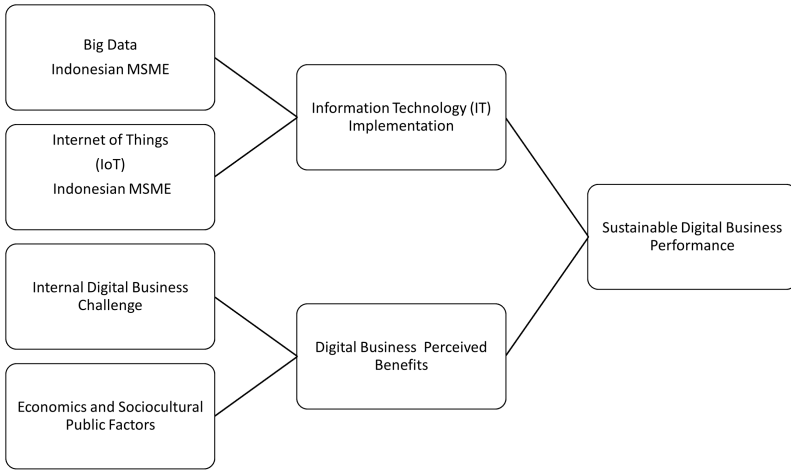 Big Data
Indonesian MSME
Internet of Things
(IoT)
Indonesian MSME
Internal Digital Business
Challenge
Economics and Sociocultural
Public Factors
Information Technology (IT)
Implementation
Digital Business Perceived
Benefits
Sustainable Digital Business
Performance